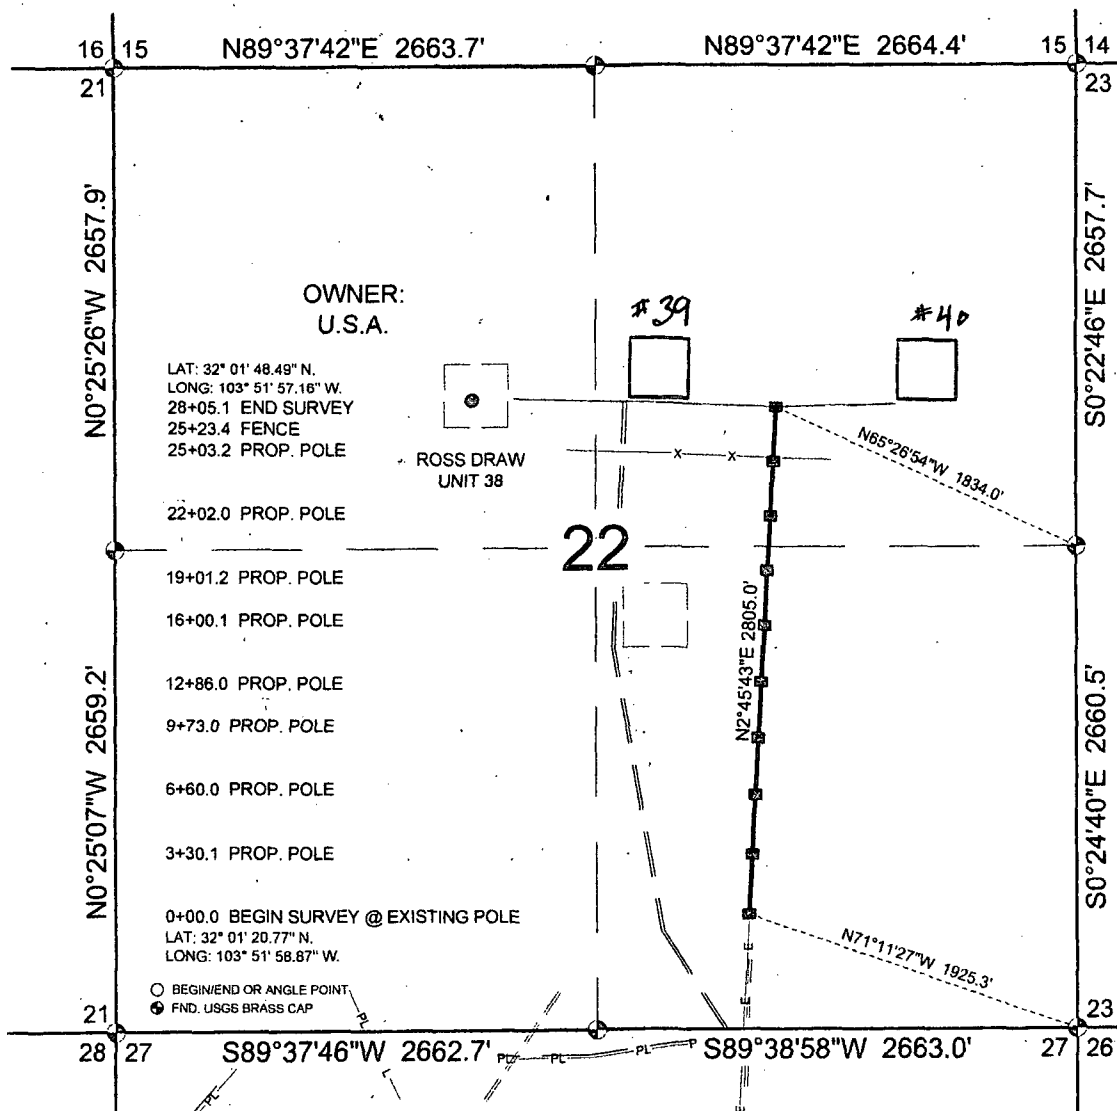 16 15
N89°37'42"E 2663.7'
N89°37'42"E 2664.4'
15 14
21
23
N0°25'26"W 2657.9'
S0°22'46"E 2657.7'
OWNER:
U.S.A.
#39
#40
LAT: 32° 01' 48.49" N.
LONG: 103° 51' 57.16" W.
28+05.1 END SURVEY
25+23.4 FENCE
25+03.2 PROP. POLE
ROSS DRAW
UNIT 38
X X
N65°26'54"W 1834.0'
22+02.0 PROP. POLE
22
19+01.2 PROP. POLE
16+00.1 PROP. POLE
N2°45'43"E 2805.0'
12+86.0 PROP. POLE
9+73.0 PROP. POLE
N0°25'07"W 2659.2'
S0°24'40"E 2660.5'
6+60.0 PROP. POLE
3+30.1 PROP. POLE
0+00.0 BEGIN SURVEY @ EXISTING POLE
LAT: 32° 01' 20.77" N.
LONG: 103° 51' 58.87" W.
N71°11'27"W 1925.3'
E
E
BEGIN/END OR ANGLE POINT
FND. USGS BRASS CAP
PL
21
23
28 27
S89°37'46"W 2662.7'
PL PL PL P
S89°38'58"W 2663.0'
27 26
PL
L
E